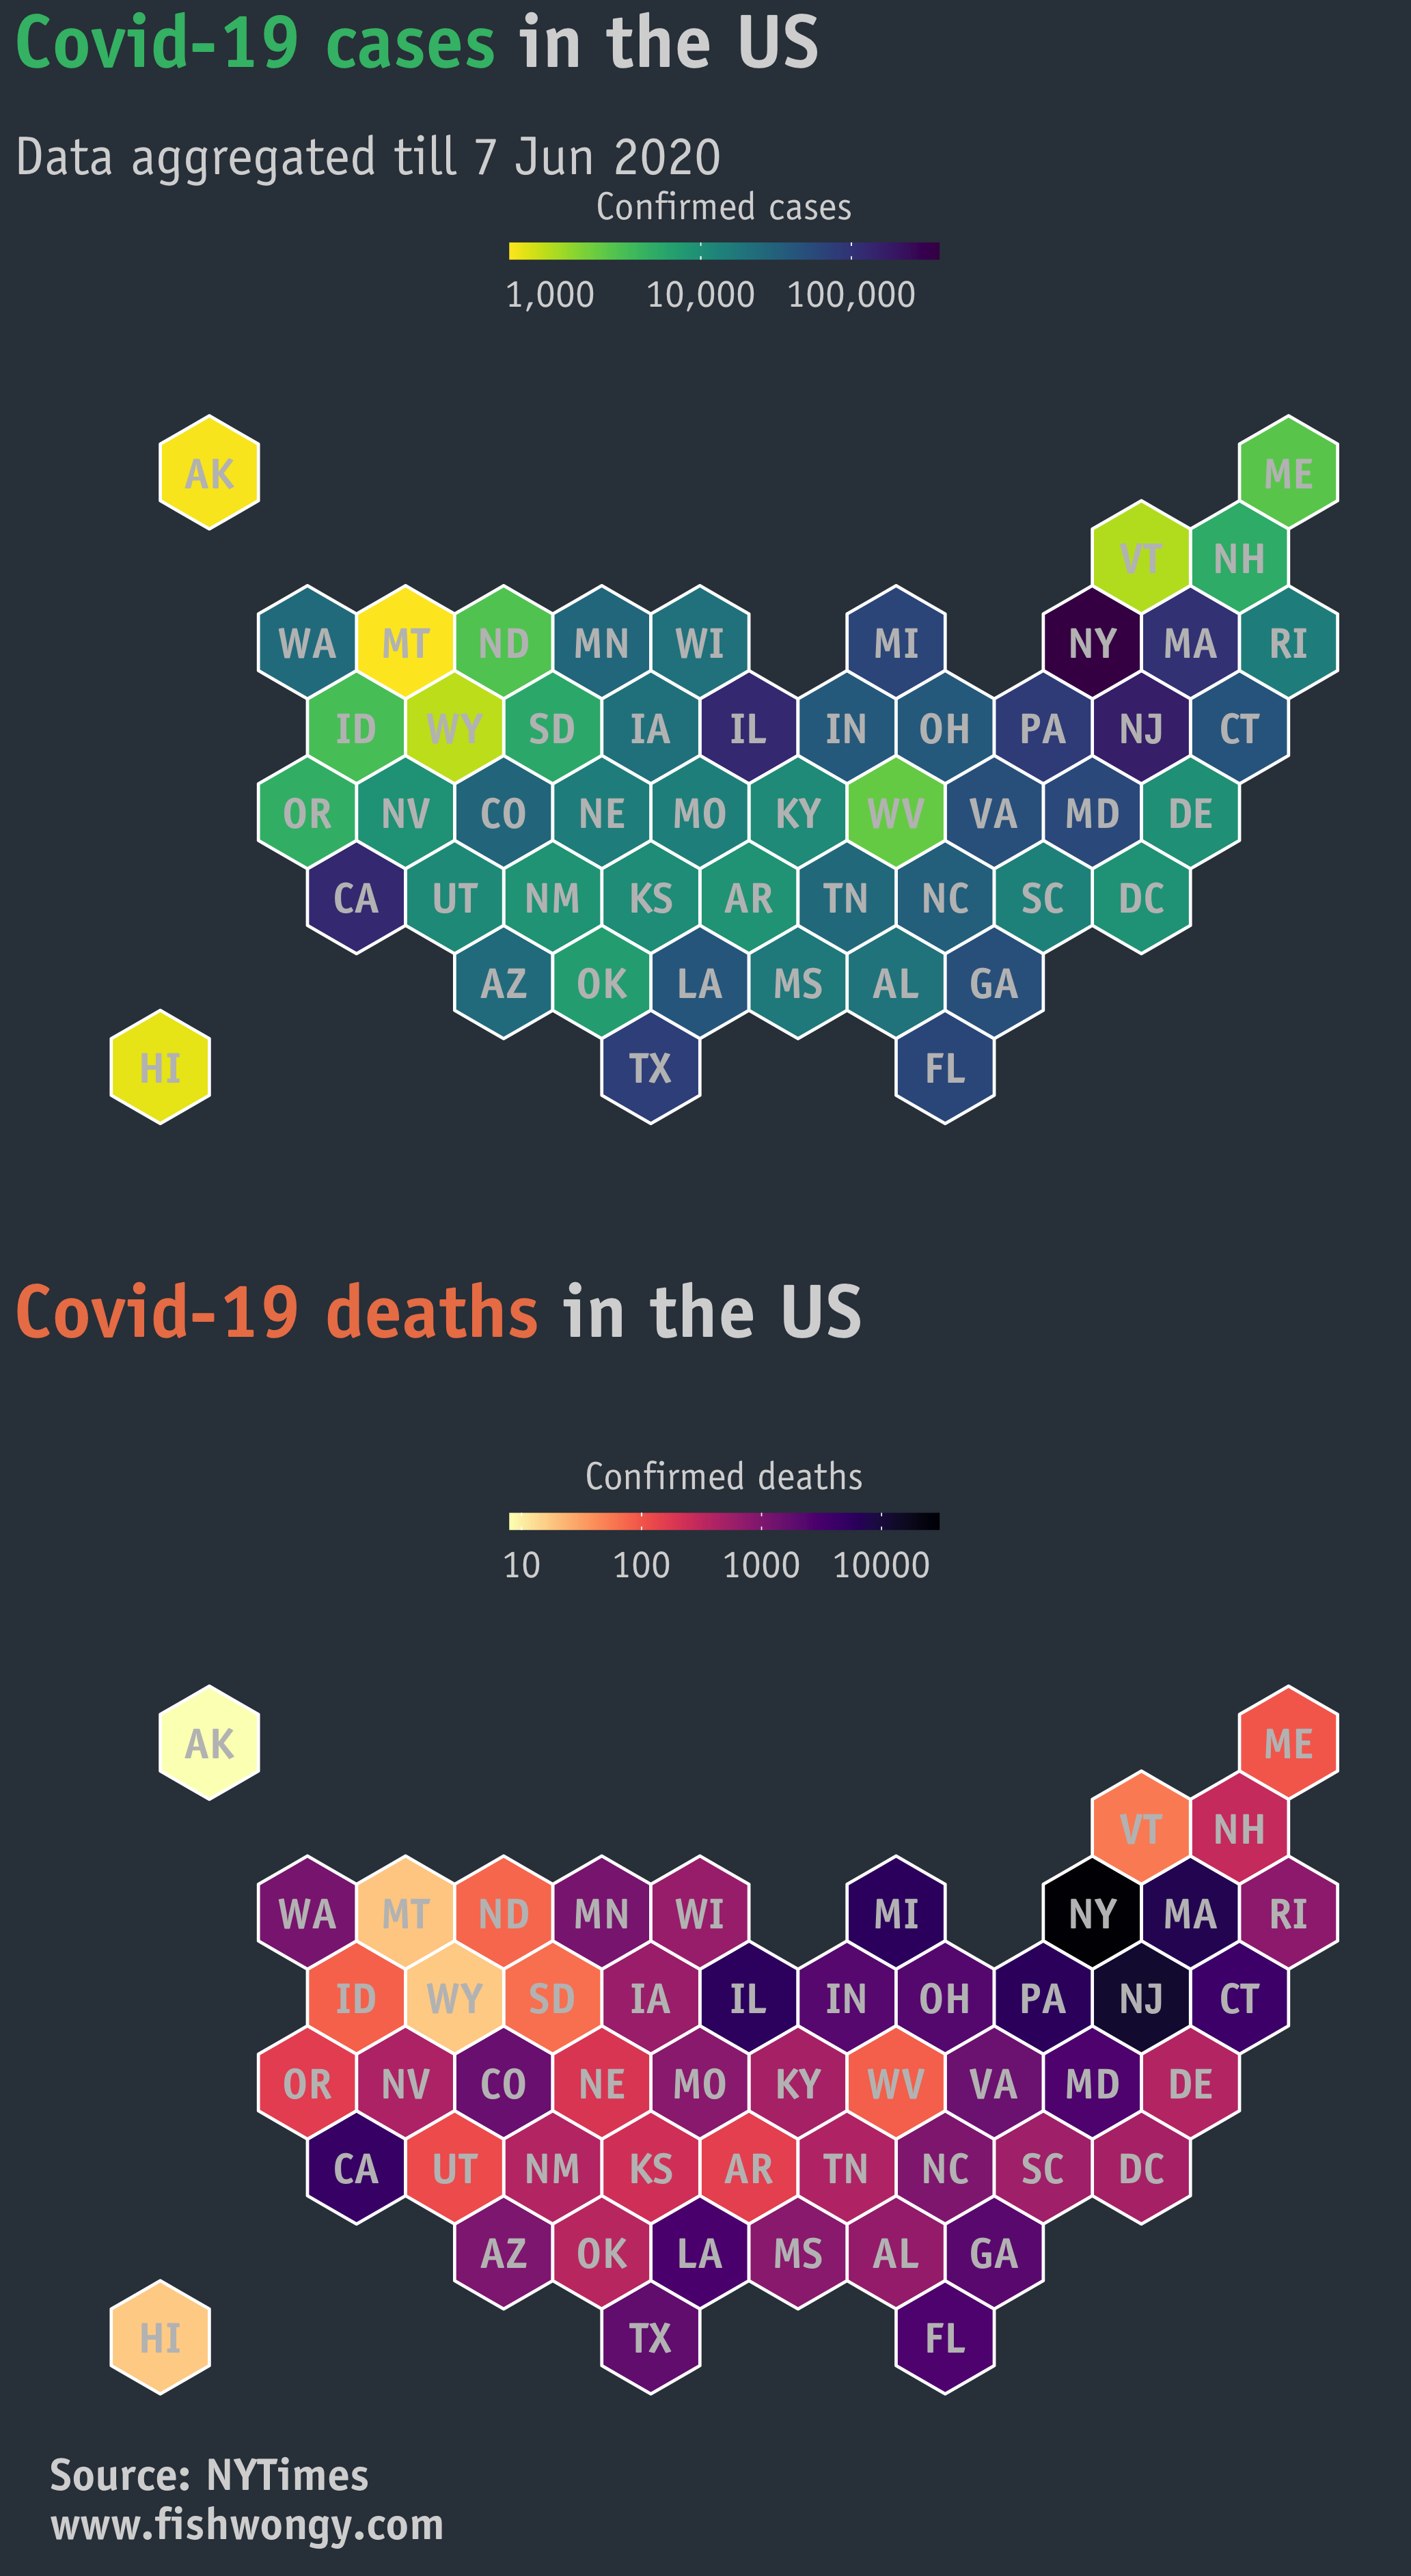 Covid-19 cases in the US
Data aggregated till 7 Jun 2020
Confirmed cases
1,000 10,000 100,000
AK ME
VT NH
WA MT ND MN WI MI NY MA RI
ID WY SD IA IL IN OH PA NJ CT
OR NV CO NE MO KY WV VA MD DE
CA UT NM KS AR TN NC SC DC
AZ OK LA MS AL GA
HI TX FL
Covid-19 deaths in the US
Confirmed deaths
10 100 1000 10000
AK ME
VT NH
WA MT ND MN WI MI NY MA RI
ID WY SD IA IL IN OH PA NJ CT
OR NV CO NE MO KY WV VA MD DE
CA UT NM KS AR TN NC SC DC
AZ OK LA MS AL GA
HI TX FL
Source: NYTimes
www.fishwongy.com